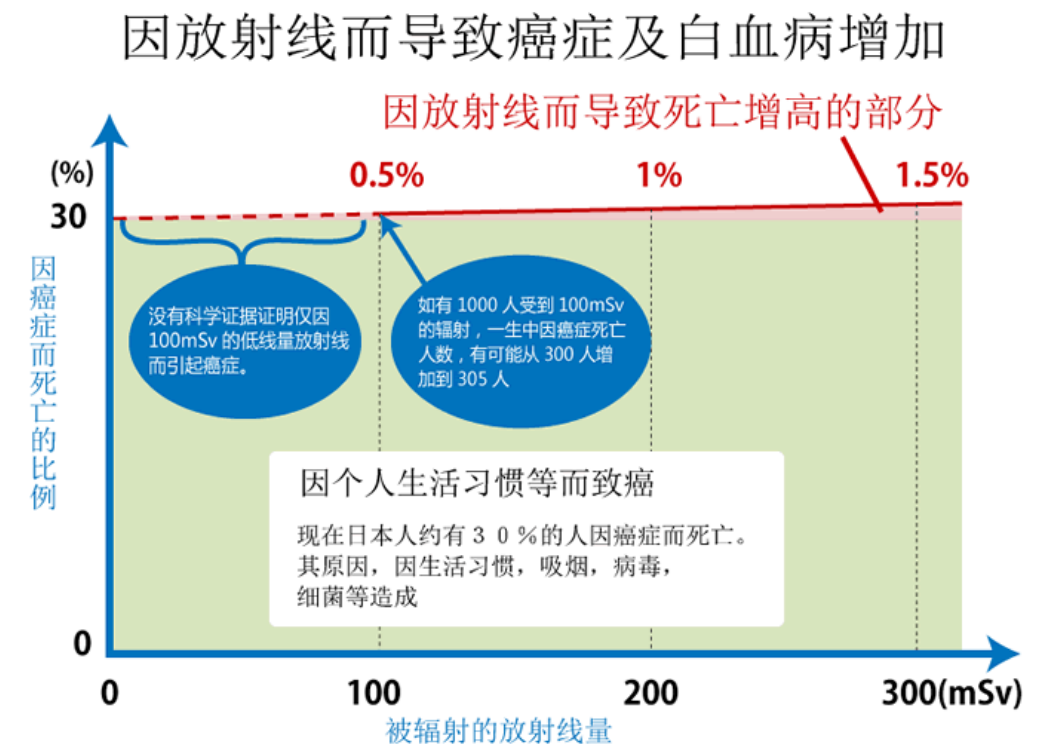 因放射线而导致癌症及白血病增加
因放射线而导致死亡增高的部分
(%)
0.5%
1%
1.5%
30
因癌症而死亡的比例
没有科学证据证明仅因
100mSv 的低线量放射线
而引起癌症。
如有 1000 人受到 100mSv
的辐射，一生中因癌症死亡
人数，有可能从 300 人增
加到 305 人
因个人生活习惯等而致癌
现在日本人约有３０%的人因癌症而死亡。
其原因，因生活习惯，吸烟，病毒，
细菌等造成
0
0
100
200
300(mSv)
被辐射的放射线量